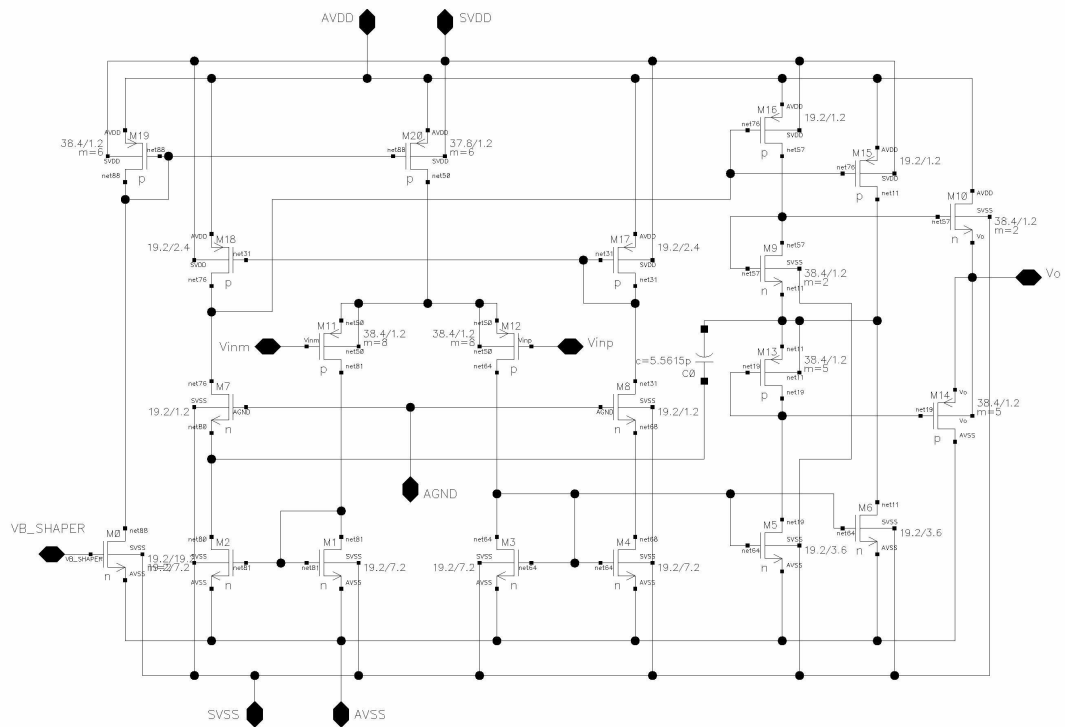 AVDD
SVDD
AVDD
M19
38.4/1.2
m=6
SVDD
net88
net88
p
AVDD
M20
37.8/1.2
m=6
net88
SVDD
net50
p
AVDD
M16
19.2/1.2
net76
SVDD
net57
p
AVDD
M15
19.2/1.2
net76
SVDD
net11
p
AVDD
M10
SVSS
38.4/1.2
m=2
net57
Vo
n
AVDD
M18
19.2/2.4
SVDD
net31
net76
p
AVDD
M17
19.2/2.4
net31
SVDD
net31
p
net57
M9
SVSS
38.4/1.2
m=2
net57
net11
n
Vo
Vinm
M11
net50
38.4/1.2
m=8
Vinm
net50
net81
p
net50
M12
38.4/1.2
m=8
net50
Vinp
net64
p
Vinp
c=5.5615p
C0
net11
M13
38.4/1.2
m=5
net19
net11
net19
p
Vo
M14
38.4/1.2
m=5
net19
Vo
AVSS
p
net76
M7
19.2/1.2
SVSS
AGND
net80
n
net31
M8
SVSS
19.2/1.2
AGND
net68
n
AGND
VB_SHAPER
net88
M0
SVSS
VB_SHAPER
19.2/7.2
AVSS
n
net80
M2
SVSS
net81
AVSS
n
net81
M1
SVSS
19.2/7.2
net81
AVSS
n
net64
M3
SVSS
19.2/7.2
net64
AVSS
n
net68
M4
SVSS
19.2/7.2
net64
AVSS
n
net19
M5
SVSS
19.2/3.6
net64
AVSS
n
net11
M6
SVSS
19.2/3.6
net64
AVSS
n
SVSS
AVSS